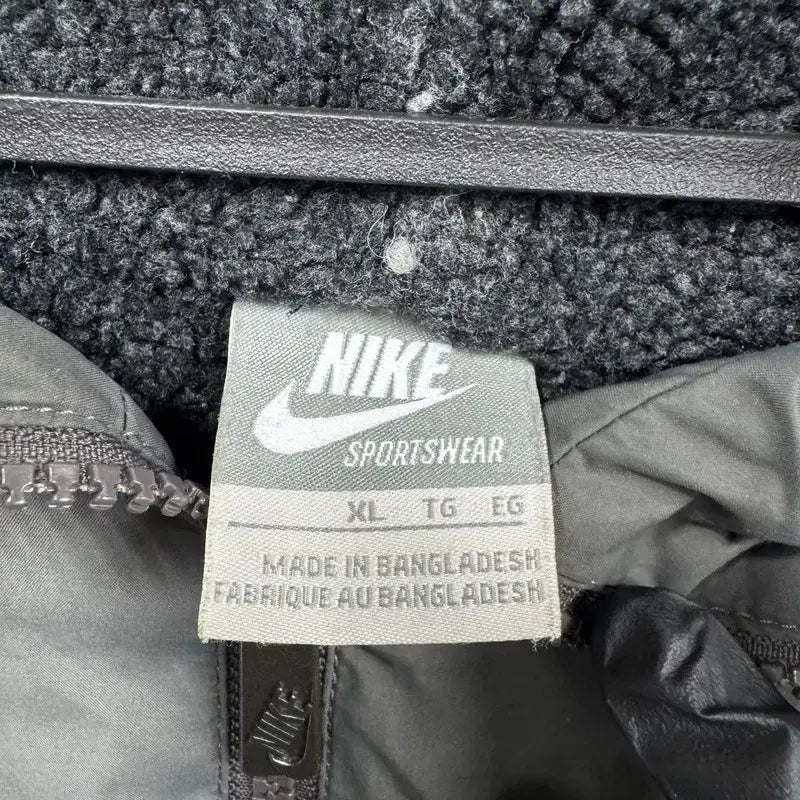 NIKE
SPORTSWEAR
XL TG EG
MADE IN BANGLADESH
FABRIQUE AU BANGLADESH
NIKE